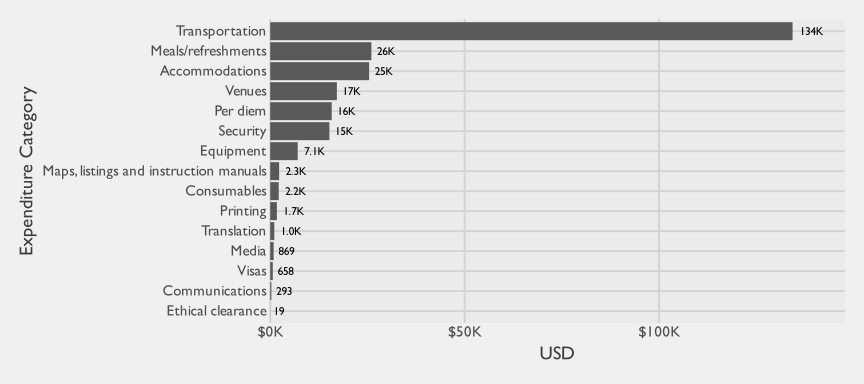 Expenditure Category
Transportation 134K
Meals/refreshments 26K
Accommodations 25K
Venues 17K
Per diem 16K
Security 15K
Equipment 7.1K
Maps, listings and instruction manuals 2.3K
Consumables 2.2K
Printing 1.7K
Translation 1.0K
Media 869
Visas 658
Communications 293
Ethical clearance 19
$0K $50K $100K
USD